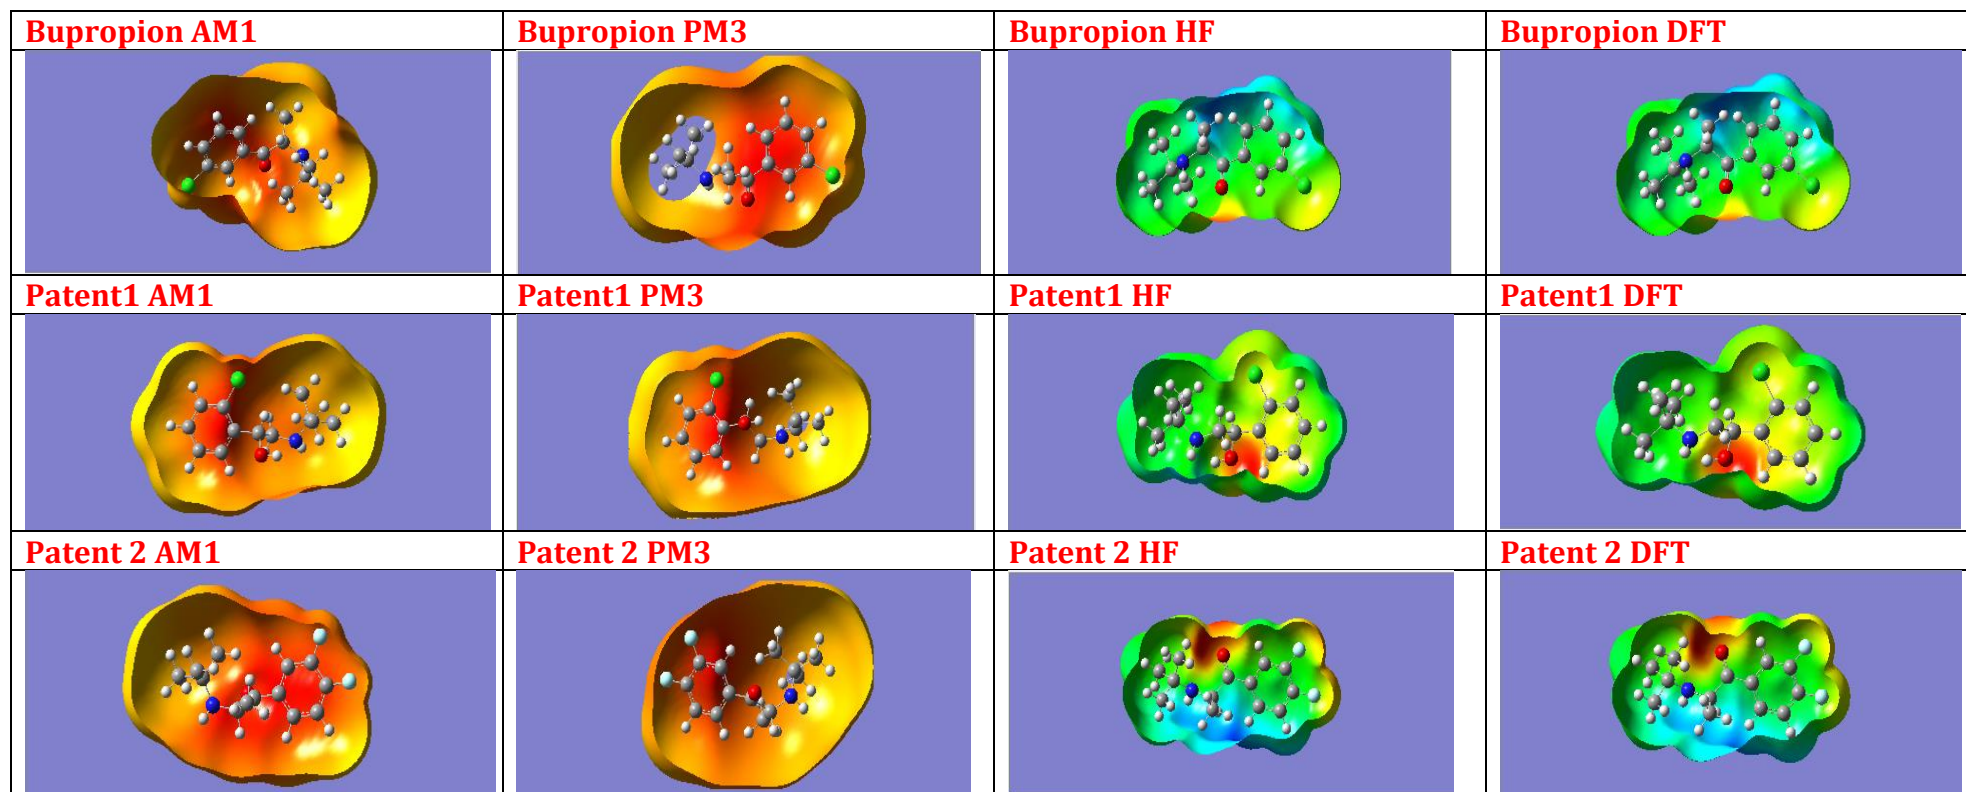 Bupropion AM1
Bupropion PM3
Bupropion HF
Bupropion DFT
Patent1 AM1
Patent1 PM3
Patent1 HF
Patent1 DFT
Patent 2 AM1
Patent 2 PM3
Patent 2 HF
Patent 2 DFT